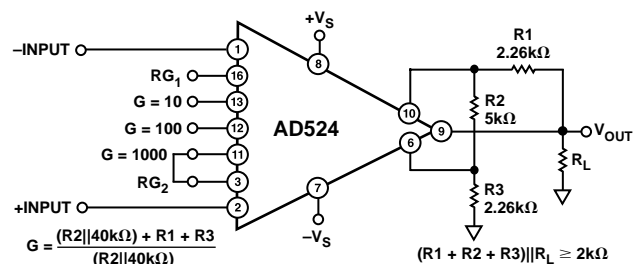 –INPUT
1
+VS
8
RG1
16
G = 10
13
G = 100
12
G = 1000
11
RG2
3
+INPUT
2
AD524
7
–VS
10
9
6
R1
2.26kΩ
R2
5kΩ
R3
2.26kΩ
VOUT
RL
G = (R2||40kΩ) + R1 + R3
(R2||40kΩ)
(R1 + R2 + R3)||RL ≥ 2kΩ